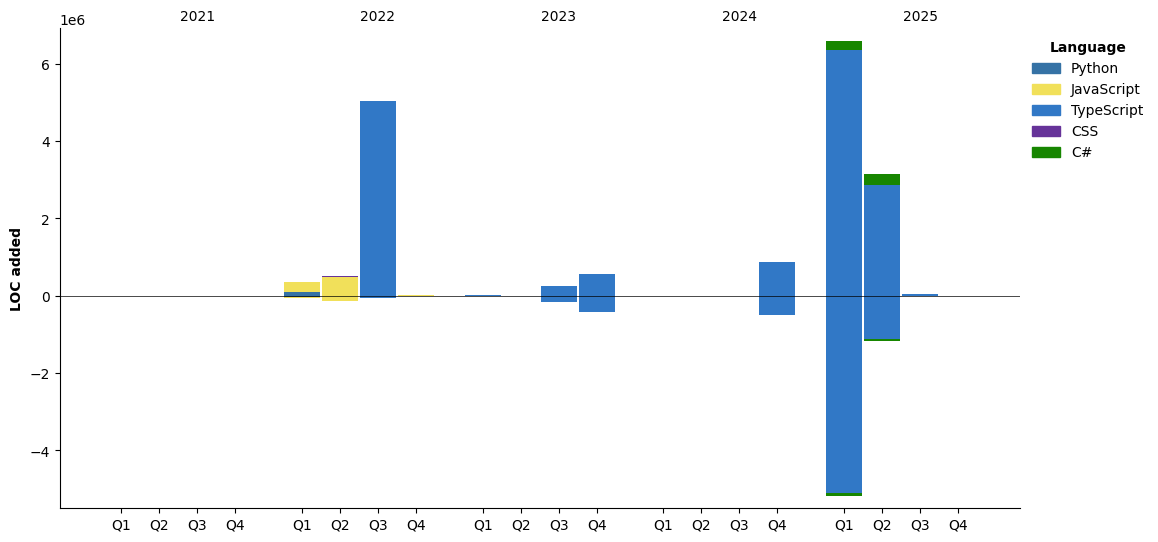 2021 2022 2023 2024 2025
1e6
Language
Python
JavaScript
TypeScript
CSS
C#
LOC added
6
4
2
0
−2
−4
Q1 Q2 Q3 Q4 Q1 Q2 Q3 Q4 Q1 Q2 Q3 Q4 Q1 Q2 Q3 Q4 Q1 Q2 Q3 Q4